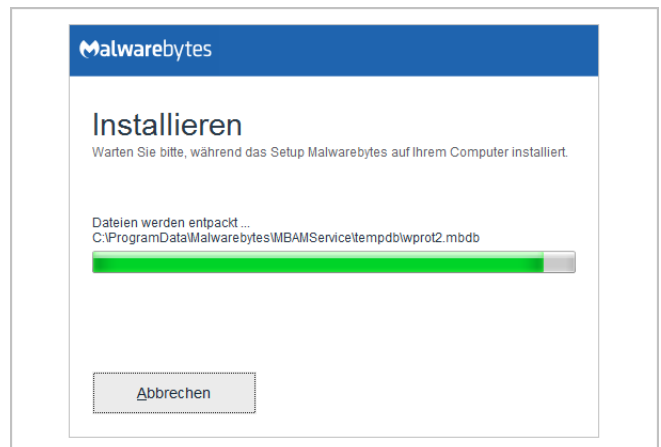 Malwarebytes
Installieren
Warten Sie bitte, während das Setup Malwarebytes auf Ihrem Computer installiert.
Dateien werden entpackt ...
C:\ProgramData\Malwarebytes\MBAMService\tempdb\wprot2.mbdb
Abbrechen